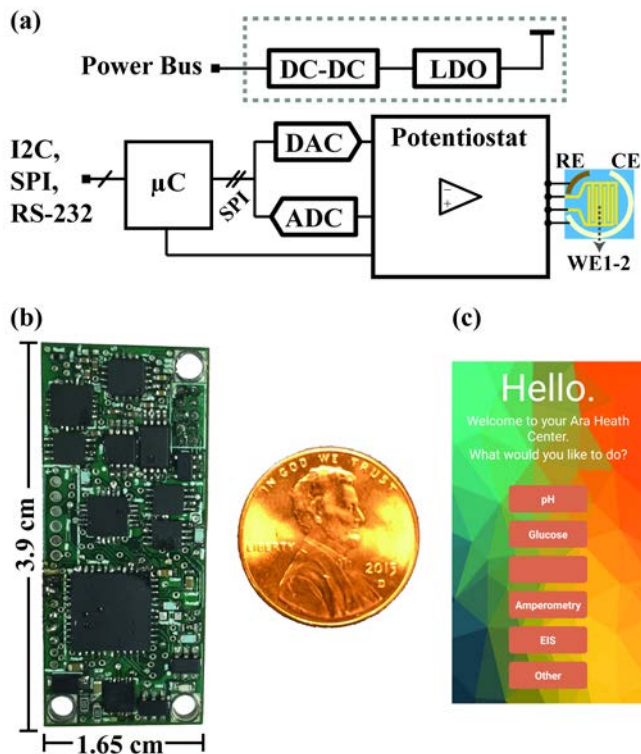 (a)
Power Bus
DC-DC
LDO
I2C,
SPI,
RS-232
µC
SPI
DAC
ADC
Potentiostat
-
+
RE
CE
WE1-2
(b)
3.9 cm
1.65 cm
IN GOD WE TRUST
LIBERTY
2015
D
(c)
Hello.
Welcome to your Ara Heath
Center.
What would you like to do?
pH
Glucose
Amperometry
EIS
Other